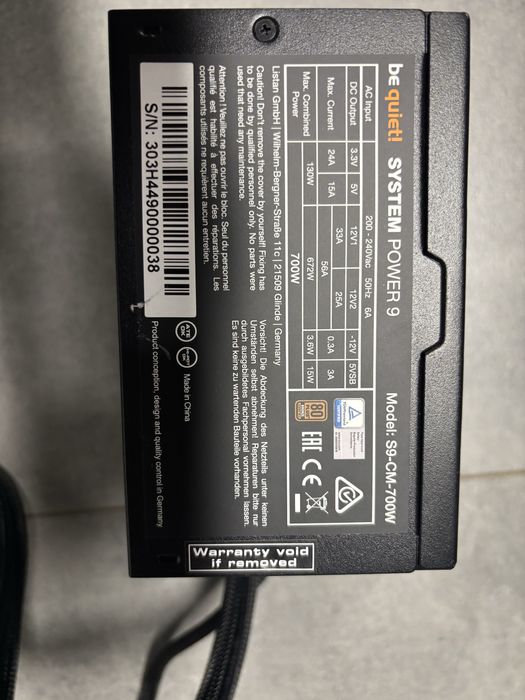 be quiet! SYSTEM POWER 9 Model: S9-CM-700W
AC Input 200 - 240Vac 50Hz 6A
DC Output 3.3V 5V 12V1 12V2 -12V 5VSB
Max. Current 24A 15A 33A 25A 0.3A 3A
56A
Max. Combined Power 130W 672W 3.6W 15W
700W
80
EAC CE
Listan GmbH | Wilhelm-Bergner-Straße 11c | 21509 Glinde | Germany
Caution! Don't remove the cover by yourself! Fixing has
to be done by qualified personnel only. No parts were
used that need any maintenance.
Vorsicht! Die Abdeckung des Netzteils unter keinen
Umständen selbst abnehmen! Reparaturen bitte nur
durch ausgebildetes Fachpersonal vornehmen lassen.
Es sind keine zu wartenden Bauteile vorhanden.
Attention! Veuillez ne pas ouvrir le bloc. Seul du personnel
qualifié est habilité à effectuer des réparations. Les
composants utilisés ne requièrent aucun entretien.
Made in China
Product conception, design and quality control in Germany
S/N: 303H4490000038
Warranty void
if removed